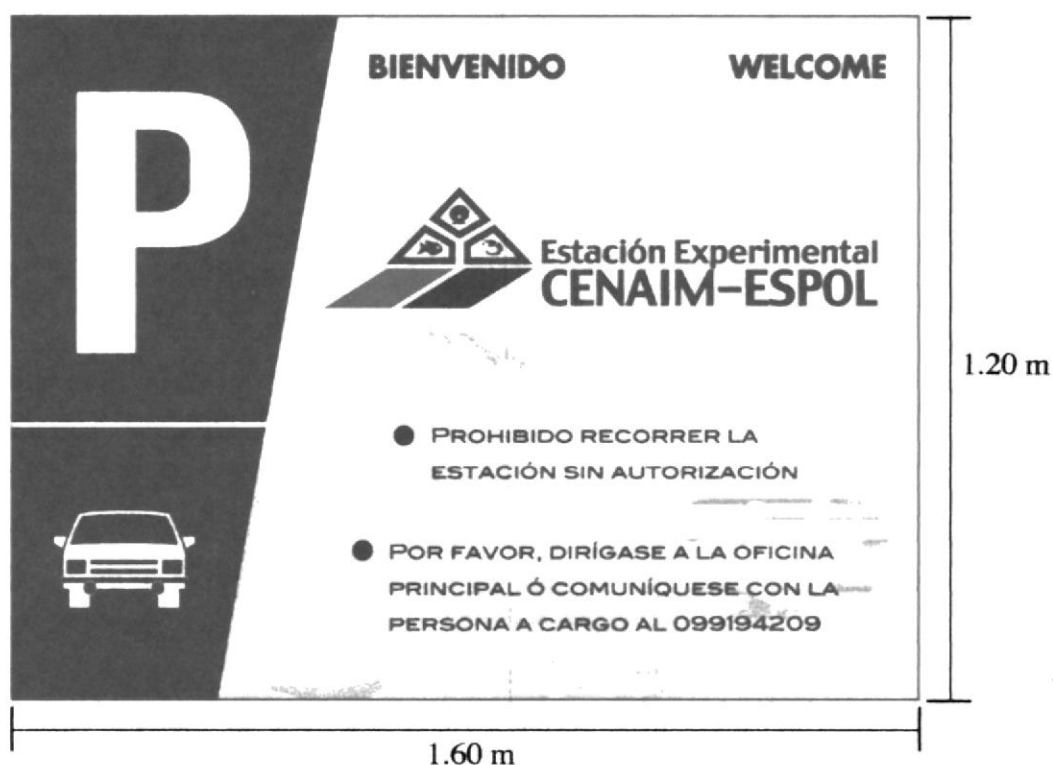 P
BIENVENIDO WELCOME
Estación Experimental
CENAIM-ESPOL
● PROHIBIDO RECORRER LA
ESTACIÓN SIN AUTORIZACIÓN
● POR FAVOR, DIRÍGASE A LA OFICINA
PRINCIPAL Ó COMUNÍQUESE CON LA
PERSONA A CARGO AL 099194209
1.20 m
1.60 m